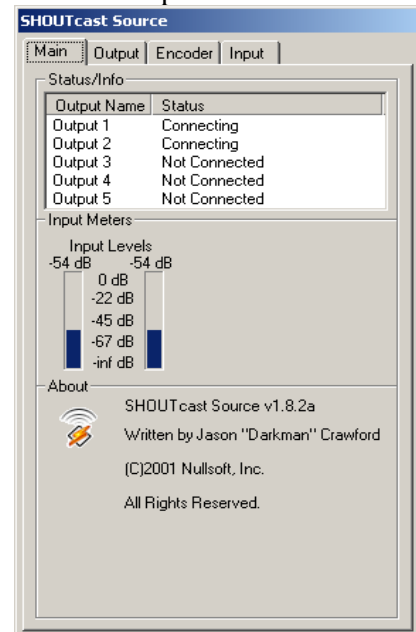 SHOUTcast Source
Main Output Encoder Input
Status/Info
Output Name Status
Output 1 Connecting
Output 2 Connecting
Output 3 Not Connected
Output 4 Not Connected
Output 5 Not Connected
Input Meters
Input Levels
-54 dB -54 dB
0 dB
-22 dB
-45 dB
-67 dB
-inf dB
About
SHOUTcast Source v1.8.2a
Written by Jason "Darkman" Crawford
(C)2001 Nullsoft, Inc.
All Rights Reserved.